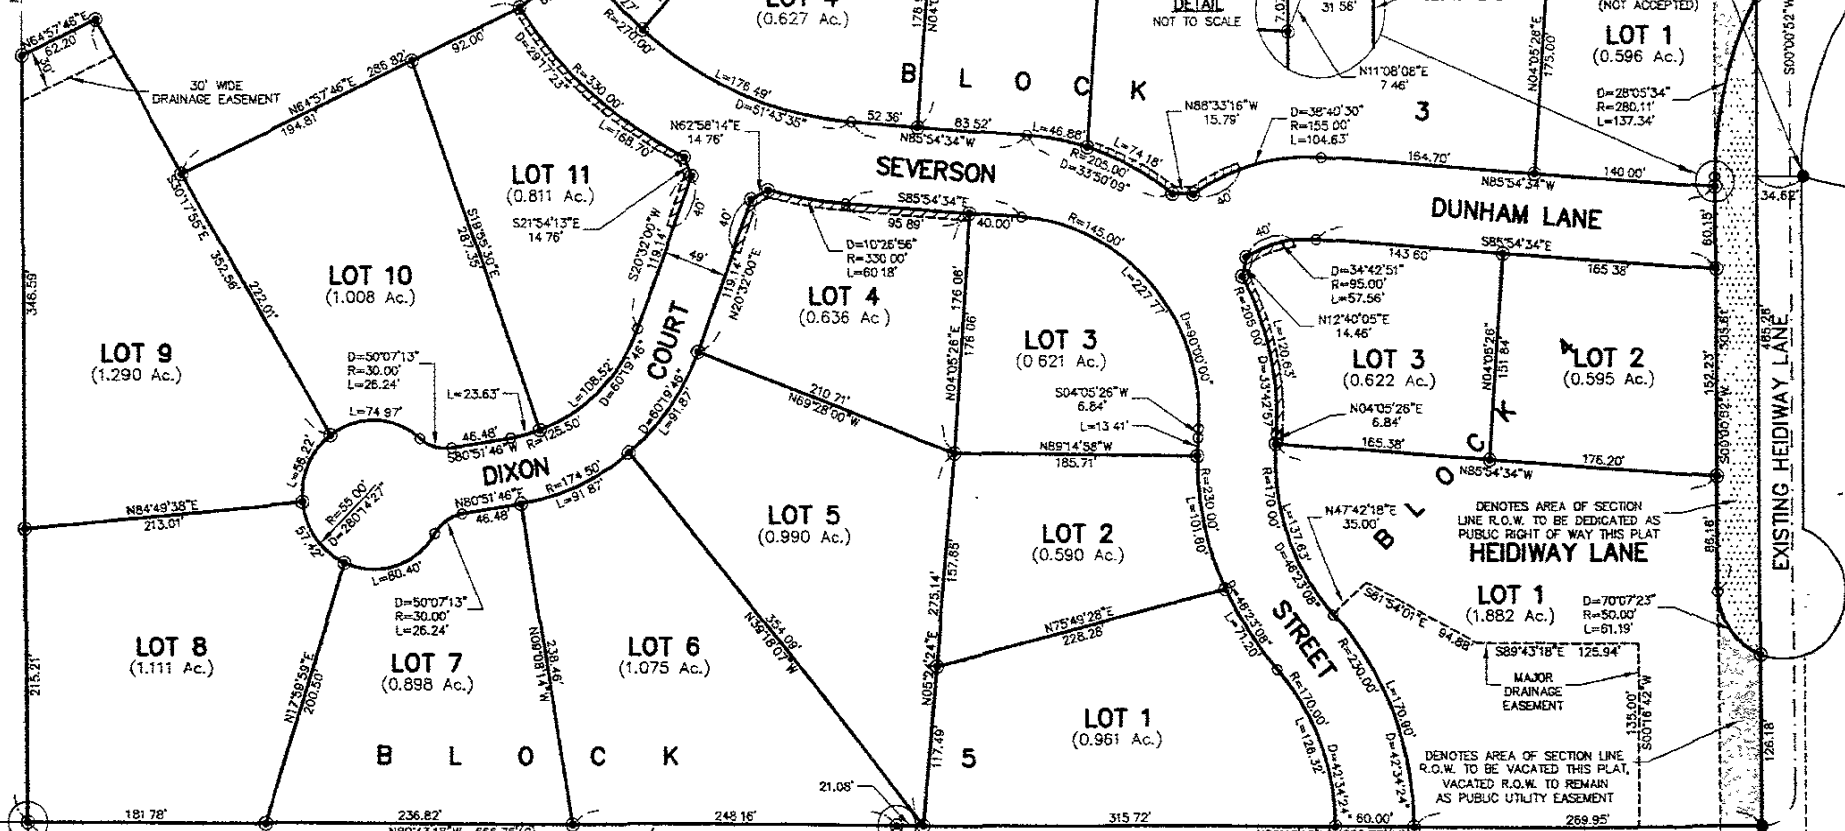 N64°57'46"E
62.20'
30'
30' WIDE
DRAINAGE EASEMENT
N64°57'46"E
194.81'
286.82'
92.00'
D=29°17'23"
R=330.00'
L=168.70'
R=270.00'
L=176.49'
D=51°43'35"
LOT 4
(0.627 Ac.)
B L O C K
3
DETAIL
NOT TO SCALE
31.56'
N11°08'08"E
7.46'
(NOT ACCEPTED)
LOT 1
(0.596 Ac.)
N04°05'26"E
175.00'
D=28°05'34"
R=280.11'
L=137.34'
S00°00'52"W
52.36'
83.52'
N85°54'34"W
L=46.88'
L=74.18'
R=205.00'
D=33°50'09"
N88°33'16"W
15.79'
D=38°40'30"
R=155.00'
L=104.63'
40'
164.70'
N85°54'34"W
140.00'
34.62'
60.15'
SEVERSON
DUNHAM LANE
N62°58'14"E
14.76'
LOT 11
(0.811 Ac.)
S21°54'13"E
14.76'
40'
40'
S20°32'00"W
119.14'
49'
119.14'
N20°32'00"E
S85°54'34"E
95.89'
40.00'
D=10°26'56"
R=330.00'
L=60.18'
R=145.00'
L=227.77'
D=90°00'00"
S30°17'55"E
352.56'
222.01'
S18°55'30"E
287.35'
346.59'
LOT 10
(1.008 Ac.)
LOT 9
(1.290 Ac.)
LOT 4
(0.636 Ac.)
176.06'
N04°05'26"E
176.06'
LOT 3
(0.621 Ac.)
S04°05'26"W
6.84'
L=13.41'
40'
S85°54'34"E
143.60'
165.38'
D=34°42'51"
R=95.00'
L=57.56'
N12°40'05"E
14.46'
R=205.00'
L=120.63'
D=33°42'57"
LOT 3
(0.622 Ac.)
N04°05'26"E
151.84'
LOT 2
(0.595 Ac.)
4
N04°05'26"E
6.84'
165.38'
N85°54'34"W
176.20'
152.23'
S00°00'52"W
485.28'
EXISTING HEIDIWAY LANE
D=50°07'13"
R=30.00'
L=26.24'
L=74.97'
L=23.63'
46.48'
S80°51'46"W
R=125.50'
L=108.52'
D=60°19'46"
COURT
D=60°19'46"
L=91.87'
DIXON
N80°51'46"E
46.48'
R=174.50'
L=91.87'
L=56.22'
R=55.00'
D=280°14'27"
57.42'
L=80.40'
N84°49'38"E
213.01'
210.71'
N69°28'00"W
N89°14'58"W
185.71'
R=230.00'
L=101.80'
R=170.00'
L=137.63'
D=46°23'08"
N47°42'18"E
35.00'
B L O C K
DENOTES AREA OF SECTION
LINE R.O.W. TO BE DEDICATED AS
PUBLIC RIGHT OF WAY THIS PLAT
HEIDIWAY LANE
86.16'
LOT 5
(0.990 Ac.)
LOT 2
(0.590 Ac.)
157.65'
275.14'
N05°24'24"E
N75°49'28"E
228.28'
D=46°23'08"
L=71.20'
STREET
R=230.00'
S61°54'01"E
94.88'
LOT 1
(1.882 Ac.)
D=70°07'23"
R=50.00'
L=61.19'
S89°43'18"E 125.94'
MAJOR
DRAINAGE
EASEMENT
135.00'
S00°16'42"W
D=50°07'13"
R=30.00'
L=26.24'
LOT 8
(1.111 Ac.)
215.21'
N17°59'59"E
200.50'
LOT 7
(0.898 Ac.)
238.46'
LOT 6
(1.075 Ac.)
354.09'
N39°18'07"W
117.49'
LOT 1
(0.961 Ac.)
R=170.00'
L=126.32'
D=42°34'24"
L=170.90'
D=42°34'24"
126.18'
DENOTES AREA OF SECTION LINE
R.O.W. TO BE VACATED THIS PLAT,
VACATED R.O.W. TO REMAIN
AS PUBLIC UTILITY EASEMENT
B L O C K
5
21.08'
181.78'
236.82'
248.16'
315.72'
60.00'
269.95'